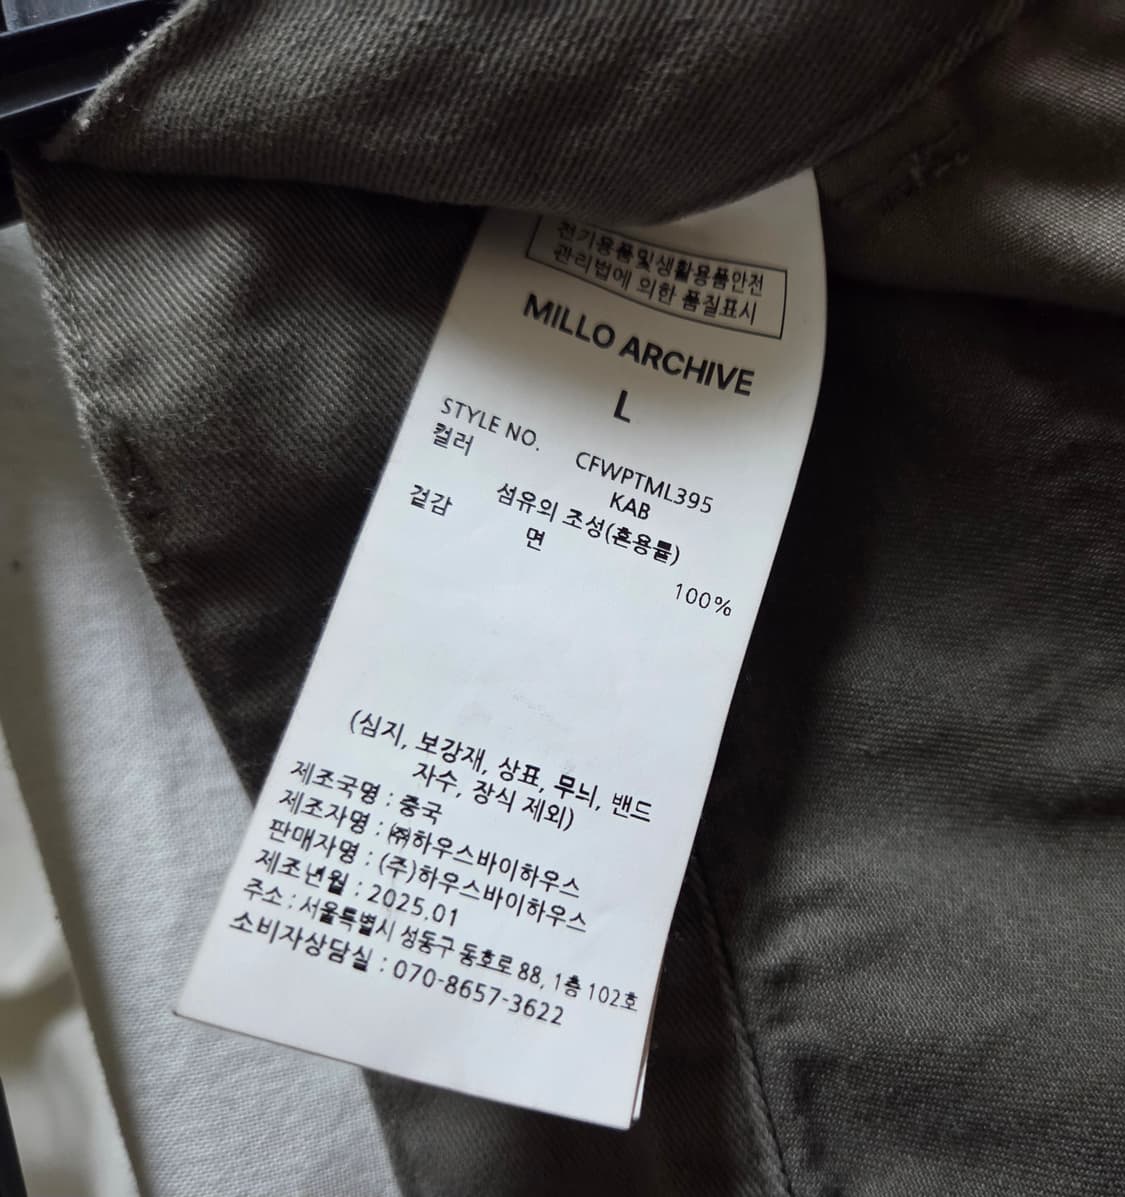 전기용품및생활용품안전
관리법에 의한 품질표시
MILLO ARCHIVE
L
STYLE NO. CFWPTML395
컬러 KAB
섬유의 조성(혼용률)
겉감 면 100%
(심지, 보강재, 상표, 무늬, 밴드
자수, 장식 제외)
제조국명 : 중국
제조자명 : ㈜하우스바이하우스
판매자명 : (주)하우스바이하우스
제조년월 : 2025.01
주소 : 서울특별시 성동구 동호로 88, 1층 102호
소비자상담실 : 070-8657-3622